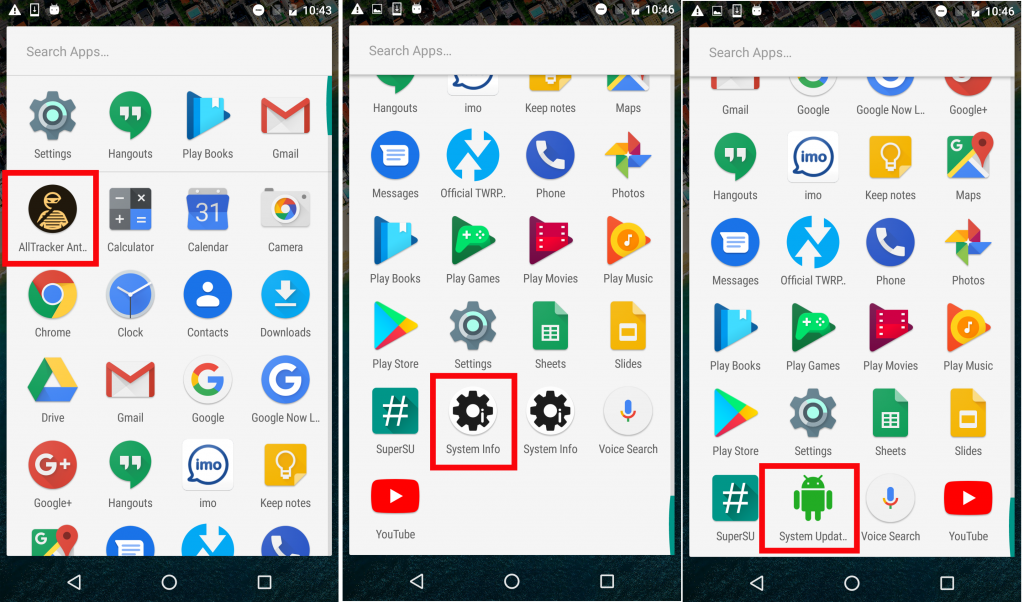 10:43
Search Apps…
Settings Hangouts Play Books Gmail
AllTracker Ant.. Calculator Calendar Camera
31
Chrome Clock Contacts Downloads
Drive Gmail Google Google Now L..
G+
imo
Google+ Hangouts imo Keep notes
10:46
Search Apps…
Hangouts imo Keep notes Maps
Messages Official TWRP.. Phone Photos
Play Books Play Games Play Movies Play Music
Play Store Settings Sheets Slides
#
SuperSU System Info System Info Voice Search
YouTube
10:46
Search Apps…
Gmail Google Google Now L.. Google+
imo
Hangouts imo Keep notes Maps
Messages Official TWRP.. Phone Photos
Play Books Play Games Play Movies Play Music
Play Store Settings Sheets Slides
#
SuperSU System Updat.. Voice Search YouTube